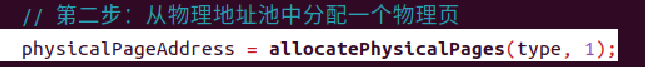 // 第二步：从物理地址池中分配一个物理页
physicalPageAddress = allocatePhysicalPages(type, 1);